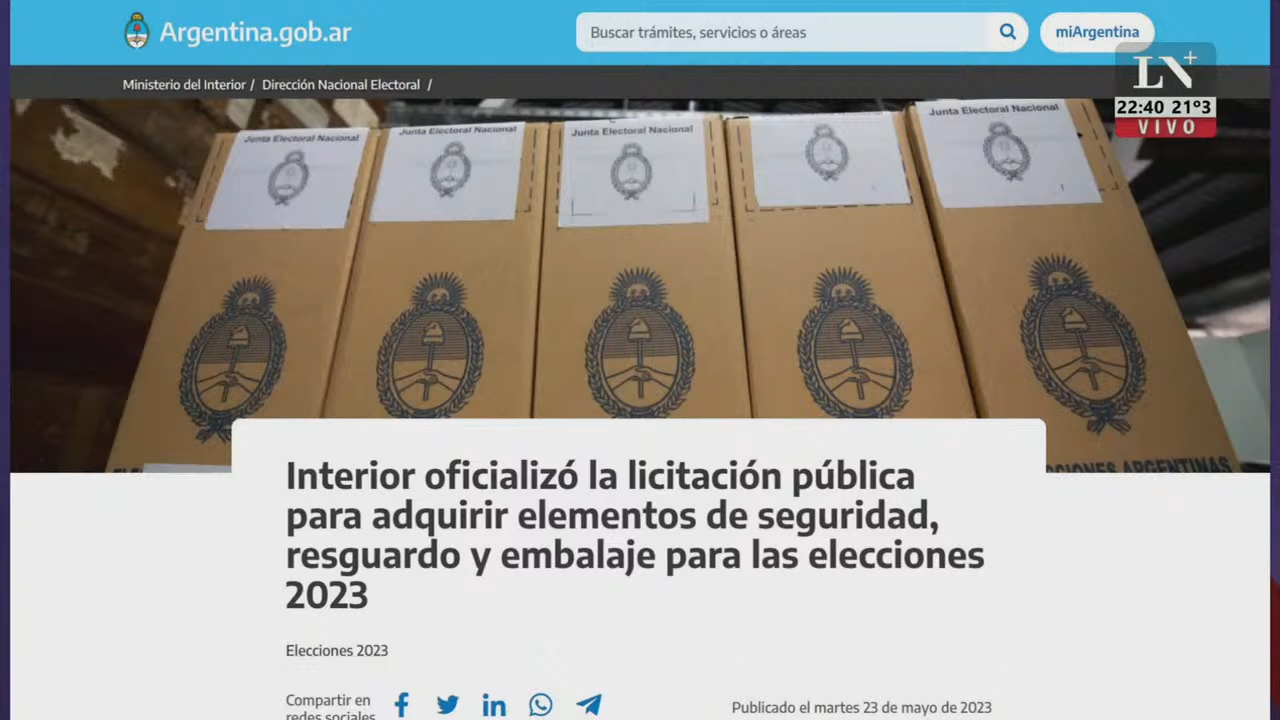 Argentina.gob.ar
Buscar trámites, servicios o áreas
miArgentina
LN+
22:40 21º3
VIVO
Ministerio del Interior / Dirección Nacional Electoral /
Junta Electoral Nacional
Junta Electoral Nacional
Junta Electoral Nacional
Junta Electoral Nacional
ARGENTINAS
Interior oficializó la licitación pública
para adquirir elementos de seguridad,
resguardo y embalaje para las elecciones
2023
Elecciones 2023
Compartir en
redes sociales
Publicado el martes 23 de mayo de 2023